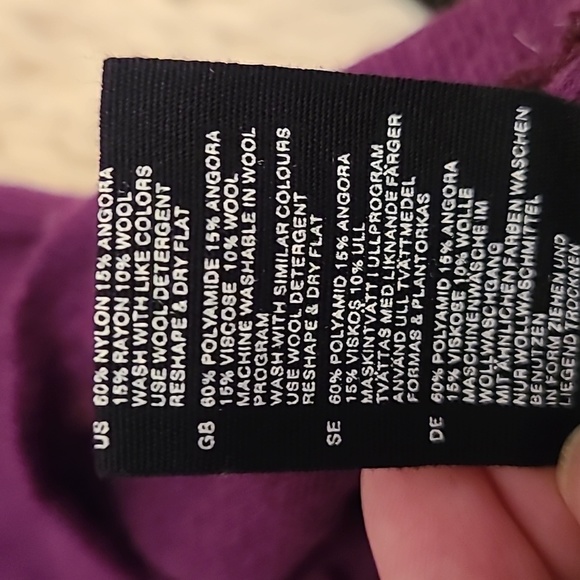 US 60% NYLON 15% ANGORA
15% RAYON 10% WOOL
WASH WITH LIKE COLORS
USE WOOL DETERGENT
RESHAPE & DRY FLAT
GB 60% POLYAMIDE 15% ANGORA
15% VISCOSE 10% WOOL
MACHINE WASHABLE IN WOOL
PROGRAM
WASH WITH SIMILAR COLOURS
USE WOOL DETERGENT
RESHAPE & DRY FLAT
SE 60% POLYAMID 15% ANGORA
15% VISKOS 10% ULL
MASKINTVÄTT I ULLPROGRAM
TVÄTTAS MED LIKNANDE FÄRGER
ANVÄND ULLTVÄTTMEDEL
FORMAS & PLANTORKAS
DE 60% POLYAMID 15% ANGORA
15% VISKOSE 10% WOLLE
MASCHINENWÄSCHE IM
WOLLWASCHGANG
MIT ÄHNLICHEN FARBEN WASCHEN
NUR WOLLWASCHMITTEL
BENUTZEN
IN FORM ZIEHEN UND
LIEGEND TROCKNEN